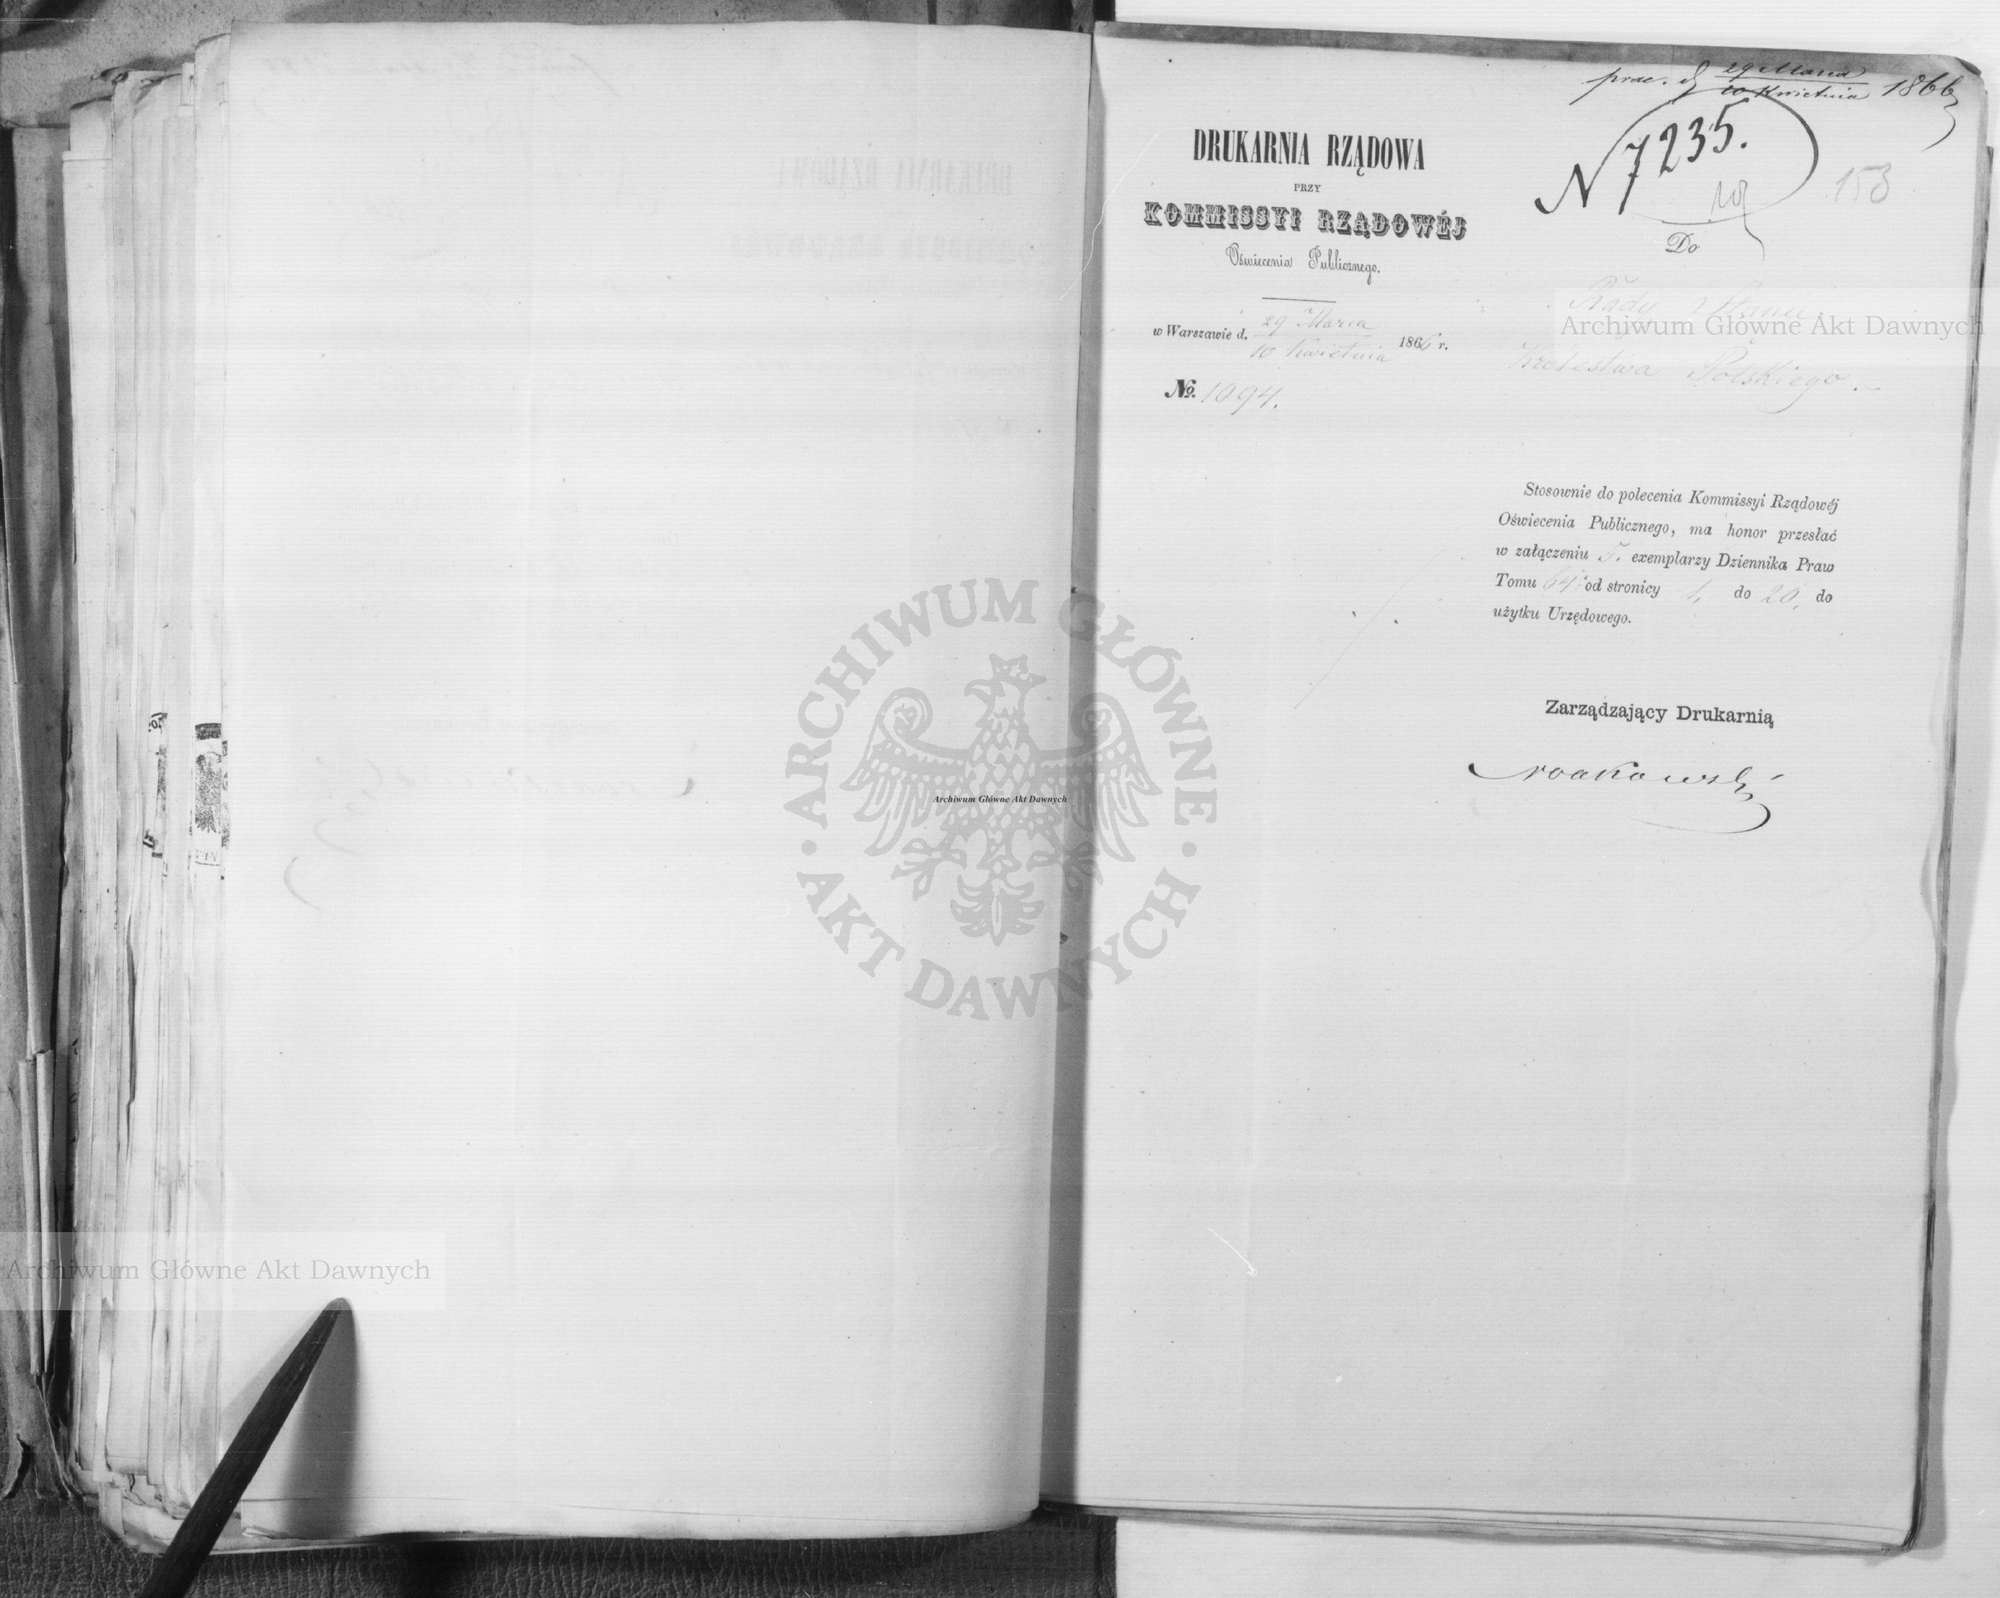 prae. d. 29 Marca
10 Kwietnia 1866
N 7235.
153
DRUKARNIA RZĄDOWA
PRZY
KOMMISSYI RZĄDOWÉJ
Oświecenia Publicznego.
w Warszawie d. 29 Marca
10 Kwietnia 1866 r.
No. 1094.
Do
Rady Stanu
Królestwa Polskiego.
Stosownie do polecenia Kommissyi Rządowéj
Oświecenia Publicznego, ma honor przesłać
w załączeniu 5. exemplarzy Dziennika Praw
Tomu 64 od stronicy 1. do 20. do
użytku Urzędowego.
Zarządzający Drukarnią
Noakowski
Archiwum Główne Akt Dawnych
ARCHIWUM GŁÓWNE
AKT DAWNYCH
Archiwum Główne Akt Dawnych
Archiwum Główne Akt Dawnych